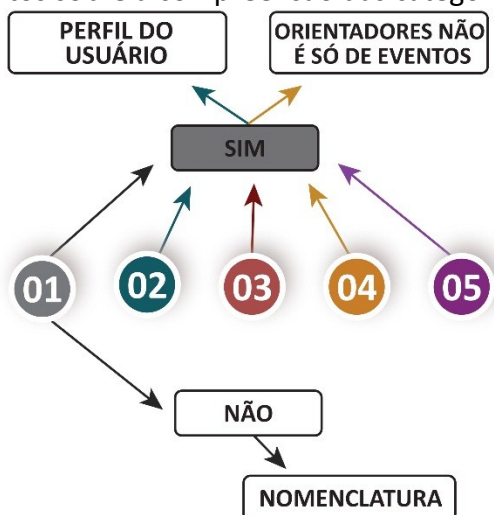 PERFIL DO
USUÁRIO
ORIENTADORES NÃO
É SÓ DE EVENTOS
SIM
01
02
03
04
05
NÃO
NOMENCLATURA